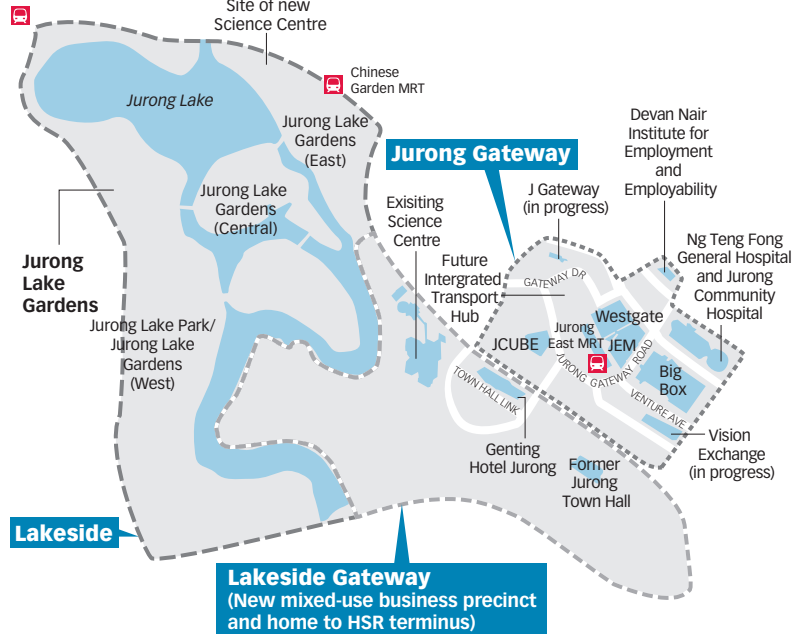 Site of new
Science Centre
Chinese
Garden MRT
Jurong Lake
Jurong Lake
Gardens
(East)
Devan Nair
Institute for
Employment
and
Employability
Jurong Gateway
Jurong Lake
Gardens
(Central)
J Gateway
(in progress)
Exisiting
Science
Centre
Ng Teng Fong
General Hospital
and Jurong
Community
Hospital
Jurong
Lake
Gardens
Future
Intergrated
Transport
Hub
GATEWAY DR
Westgate
Jurong Lake Park/
Jurong Lake
Gardens
(West)
JCUBE
Jurong
East MRT
JEM
JURONG GATEWAY ROAD
Big
Box
TOWN HALL LINK
VENTURE AVE
Genting
Hotel Jurong
Former
Jurong
Town Hall
Vision
Exchange
(in progress)
Lakeside
Lakeside Gateway
(New mixed-use business precinct
and home to HSR terminus)